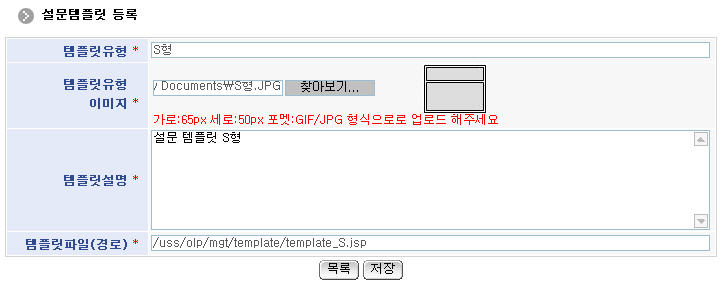 설문템플릿 등록
템플릿유형 * S형
템플릿유형
이미지 * y Documents₩S형.JPG 찾아보기...
가로:65px 세로:50px 포멧:GIF/JPG 형식으로로 업로드 해주세요
템플릿설명 * 설문 템플릿 S형
템플릿파일(경로) * /uss/olp/mgt/template/template_S.jsp
목록 저장